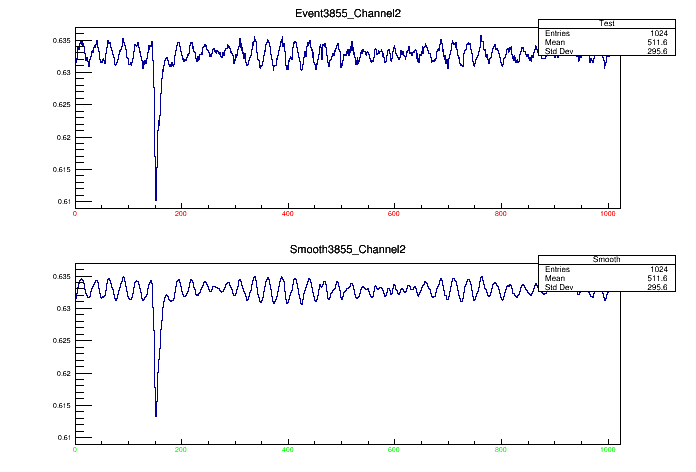 Event3855_Channel2
Test
Entries 1024
Mean 511.6
Std Dev 295.6
0.635
0.63
0.625
0.62
0.615
0.61
0 200 400 600 800 1000
Smooth3855_Channel2
Smooth
Entries 1024
Mean 511.6
Std Dev 295.6
0.635
0.63
0.625
0.62
0.615
0.61
0 200 400 600 800 1000